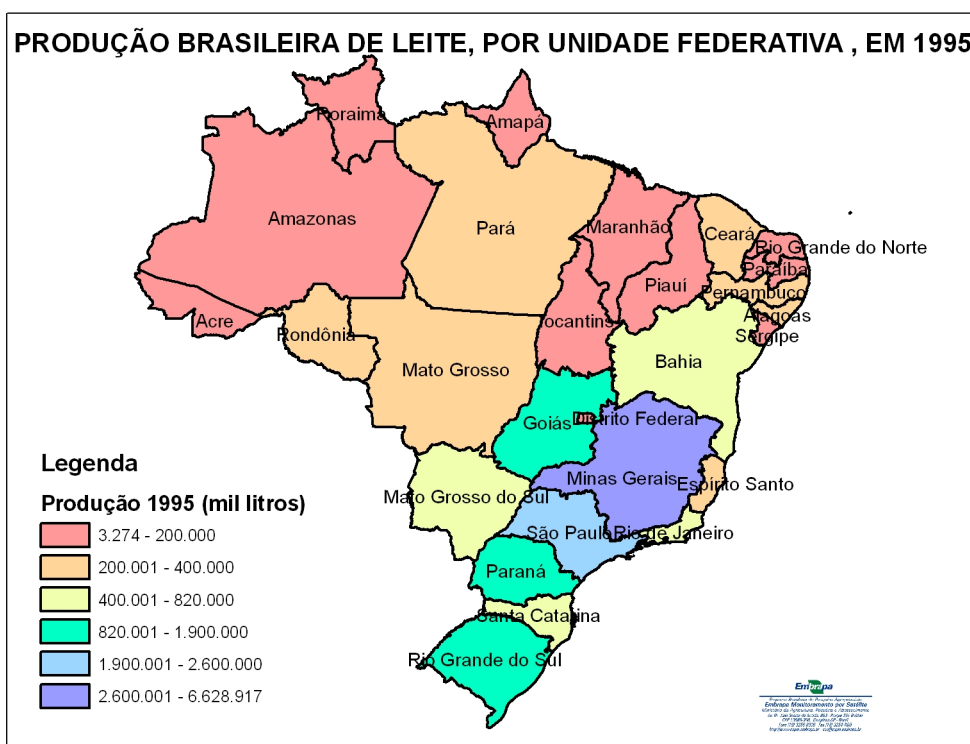 PRODUÇÃO BRASILEIRA DE LEITE, POR UNIDADE FEDERATIVA , EM 1995
Roraima
Amapá
Amazonas
Pará
Maranhão
Ceará
Rio Grande do Norte
Paraíba
Piauí
Pernambuco
Acre
Rondônia
Tocantins
Alagoas
Sergipe
Bahia
Mato Grosso
Goiás
Distrito Federal
Minas Gerais
Espírito Santo
Mato Grosso do Sul
São Paulo
Rio de Janeiro
Paraná
Santa Catarina
Rio Grande do Sul
Legenda
Produção 1995 (mil litros)
3.274 - 200.000
200.001 - 400.000
400.001 - 820.000
820.001 - 1.900.000
1.900.001 - 2.600.000
2.600.001 - 6.628.917
Embrapa
Embrapa Monitoramento por Satélite